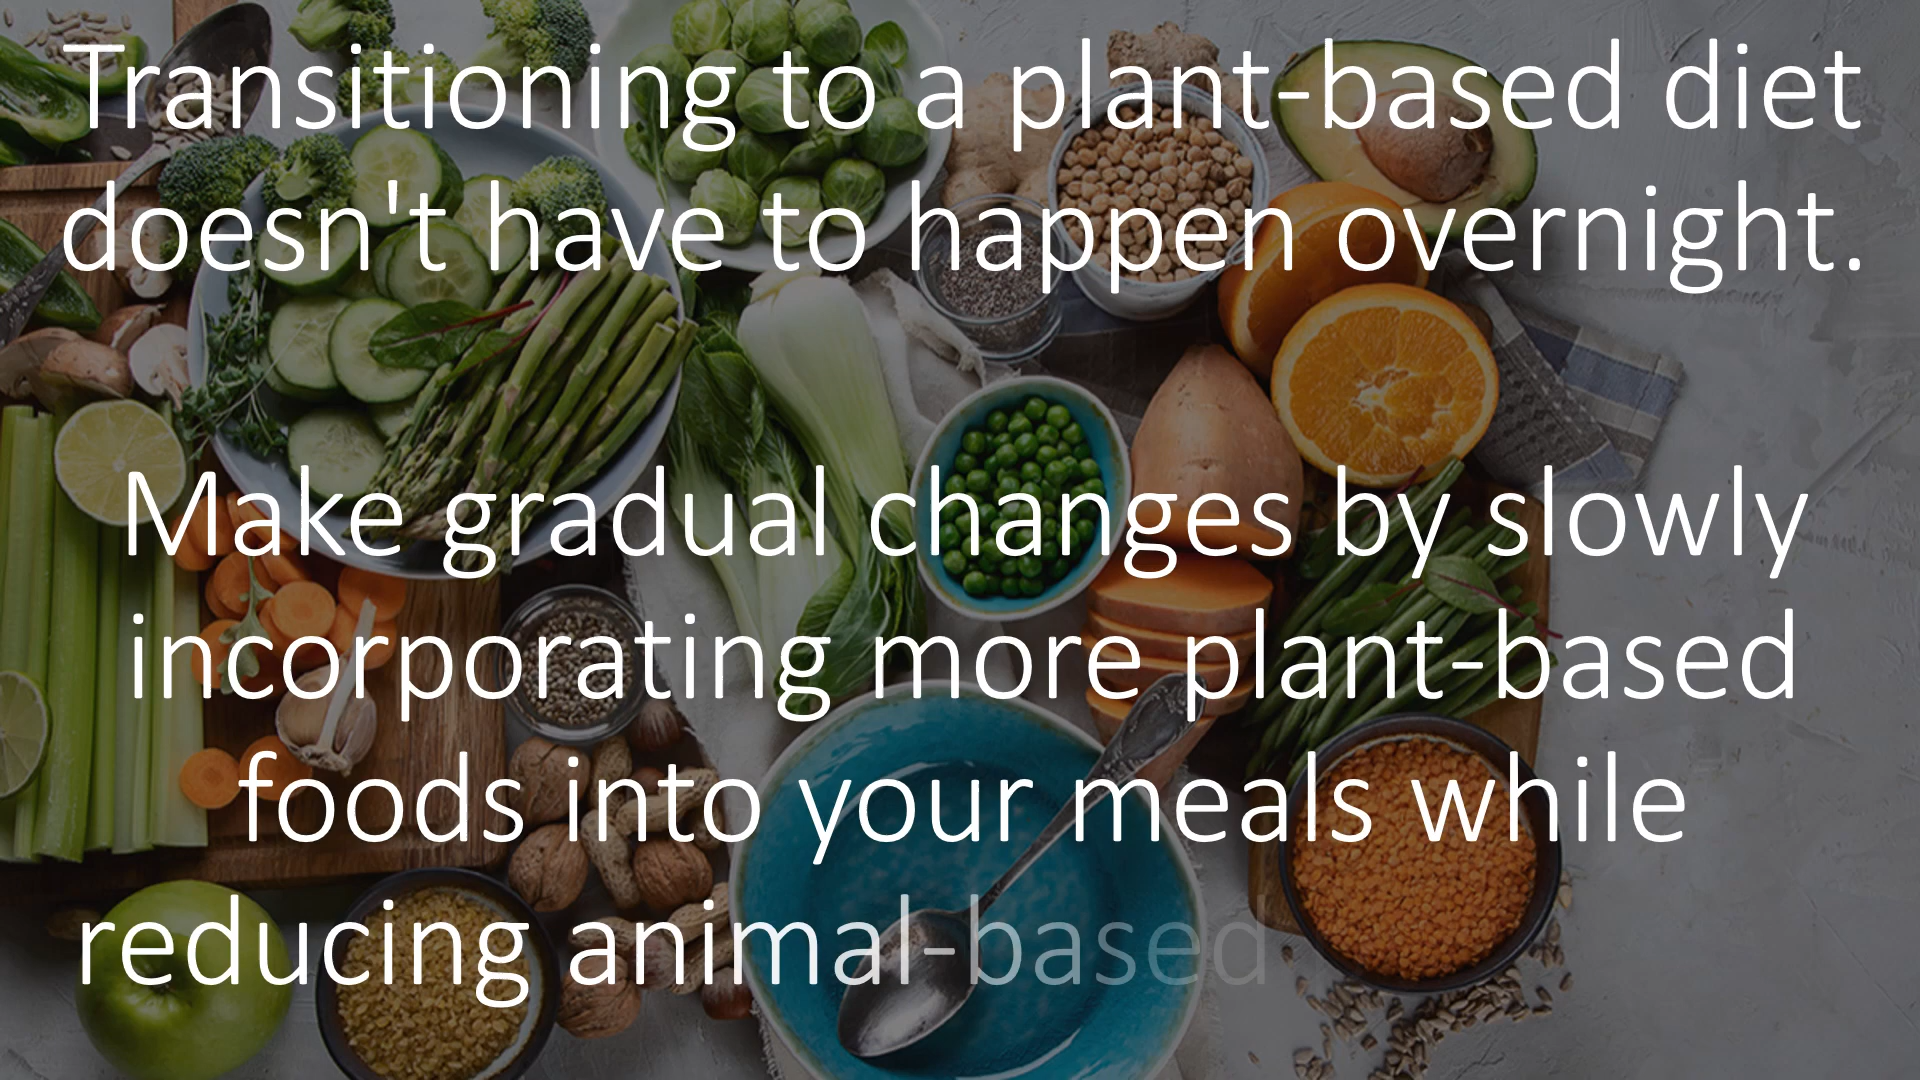 Transitioning to a plant-based diet
doesn't have to happen overnight.
Make gradual changes by slowly
incorporating more plant-based
foods into your meals while
reducing animal-based